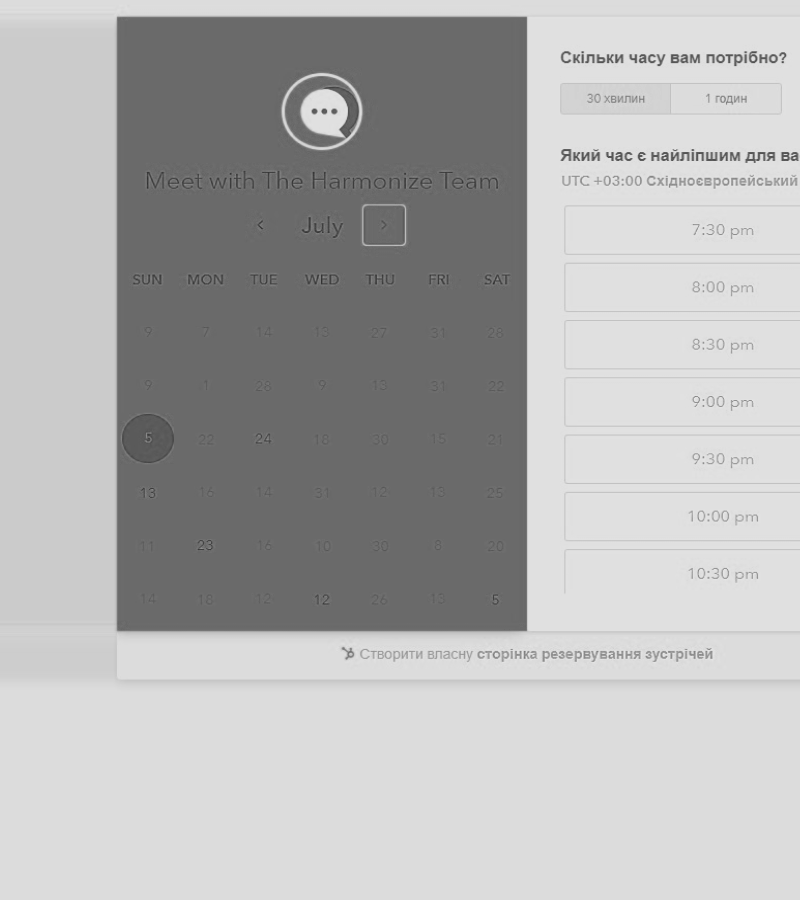 Meet with The Harmonize Team
July
SUN MON TUE WED THU FRI SAT
9 7 14 13 27 31 28
9 1 28 9 13 31 22
5 22 24 18 30 15 21
13 16 14 31 12 13 25
11 23 16 10 30 8 20
14 18 12 12 26 13 5
Скільки часу вам потрібно?
30 хвилин 1 годин
Який час є найліпшим для ва
UTC +03:00 Східноєвропейський
7:30 pm
8:00 pm
8:30 pm
9:00 pm
9:30 pm
10:00 pm
10:30 pm
Створити власну сторінка резервування зустрічей